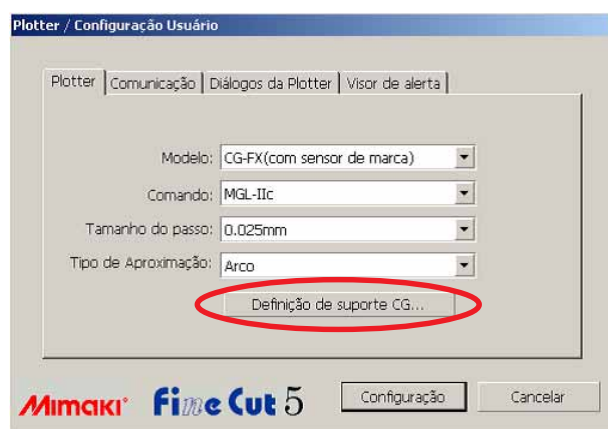 Plotter / Configuração Usuário
Plotter Comunicação Diálogos da Plotter Visor de alerta
Modelo: CG-FX(com sensor de marca)
Comando: MGL-IIc
Tamanho do passo: 0.025mm
Tipo de Aproximação: Arco
Definição de suporte CG...
Mimaki FineCut 5 Configuração Cancelar